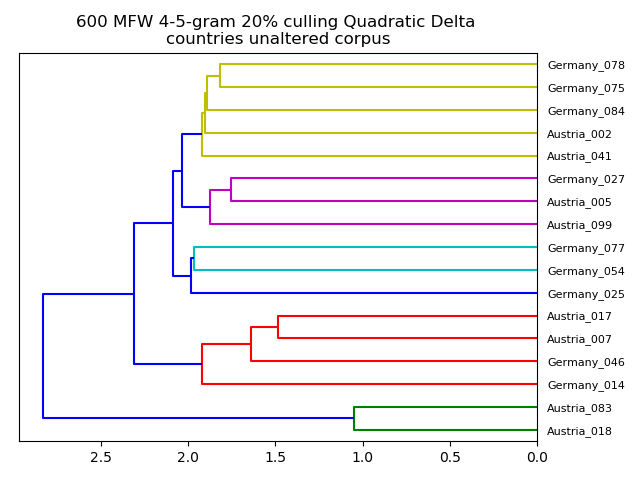 600 MFW 4-5-gram 20% culling Quadratic Delta
countries unaltered corpus
Germany_078
Germany_075
Germany_084
Austria_002
Austria_041
Germany_027
Austria_005
Austria_099
Germany_077
Germany_054
Germany_025
Austria_017
Austria_007
Germany_046
Germany_014
Austria_083
Austria_018
2.5 2.0 1.5 1.0 0.5 0.0